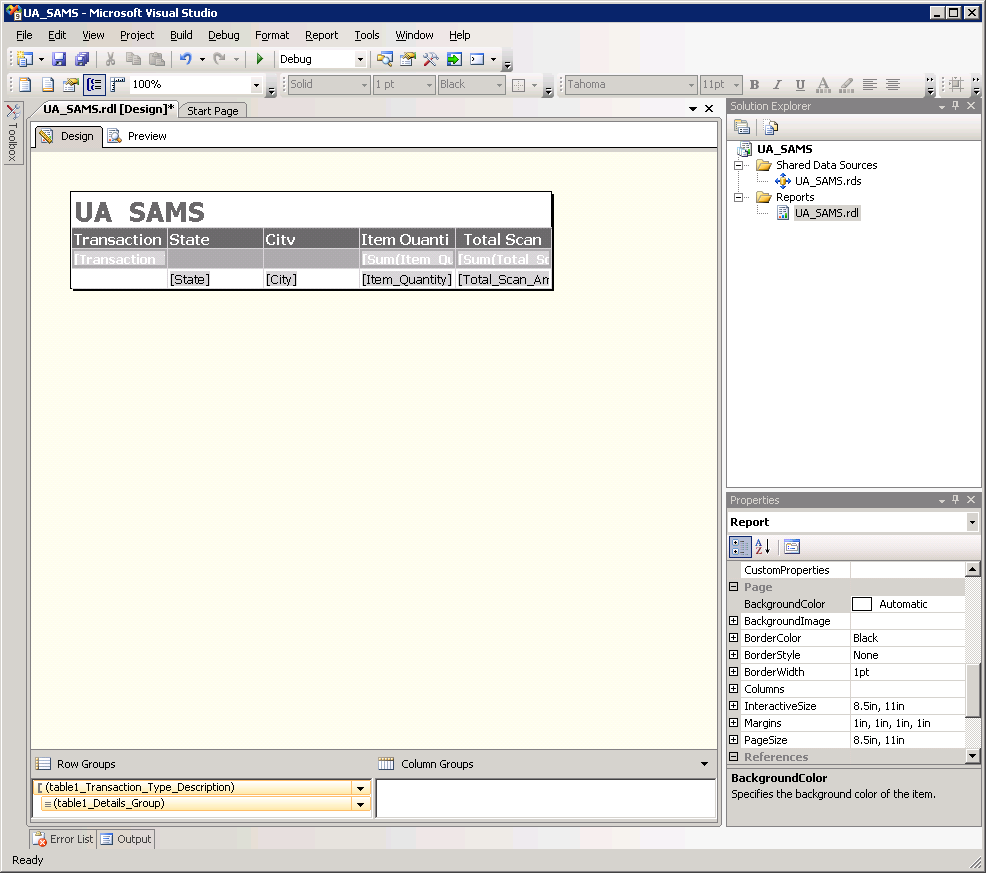 UA_SAMS - Microsoft Visual Studio
File Edit View Project Build Debug Format Report Tools Window Help
Debug
100% Solid 1 pt Black Tahoma 11pt B I U A
Toolbox
UA_SAMS.rdl [Design]* Start Page
Design Preview
UA SAMS
Transaction State City Item Quanti Total Scan
[Transaction [Sum(Item_Qu [Sum(Total_Sc
[State] [City] [Item_Quantity] [Total_Scan_Am
Row Groups Column Groups
(table1_Transaction_Type_Description)
(table1_Details_Group)
Solution Explorer
UA_SAMS
Shared Data Sources
UA_SAMS.rds
Reports
UA_SAMS.rdl
Properties
Report
CustomProperties
Page
BackgroundColor Automatic
BackgroundImage
BorderColor Black
BorderStyle None
BorderWidth 1pt
Columns
InteractiveSize 8.5in, 11in
Margins 1in, 1in, 1in, 1in
PageSize 8.5in, 11in
References
BackgroundColor
Specifies the background color of the item.
Error List Output
Ready